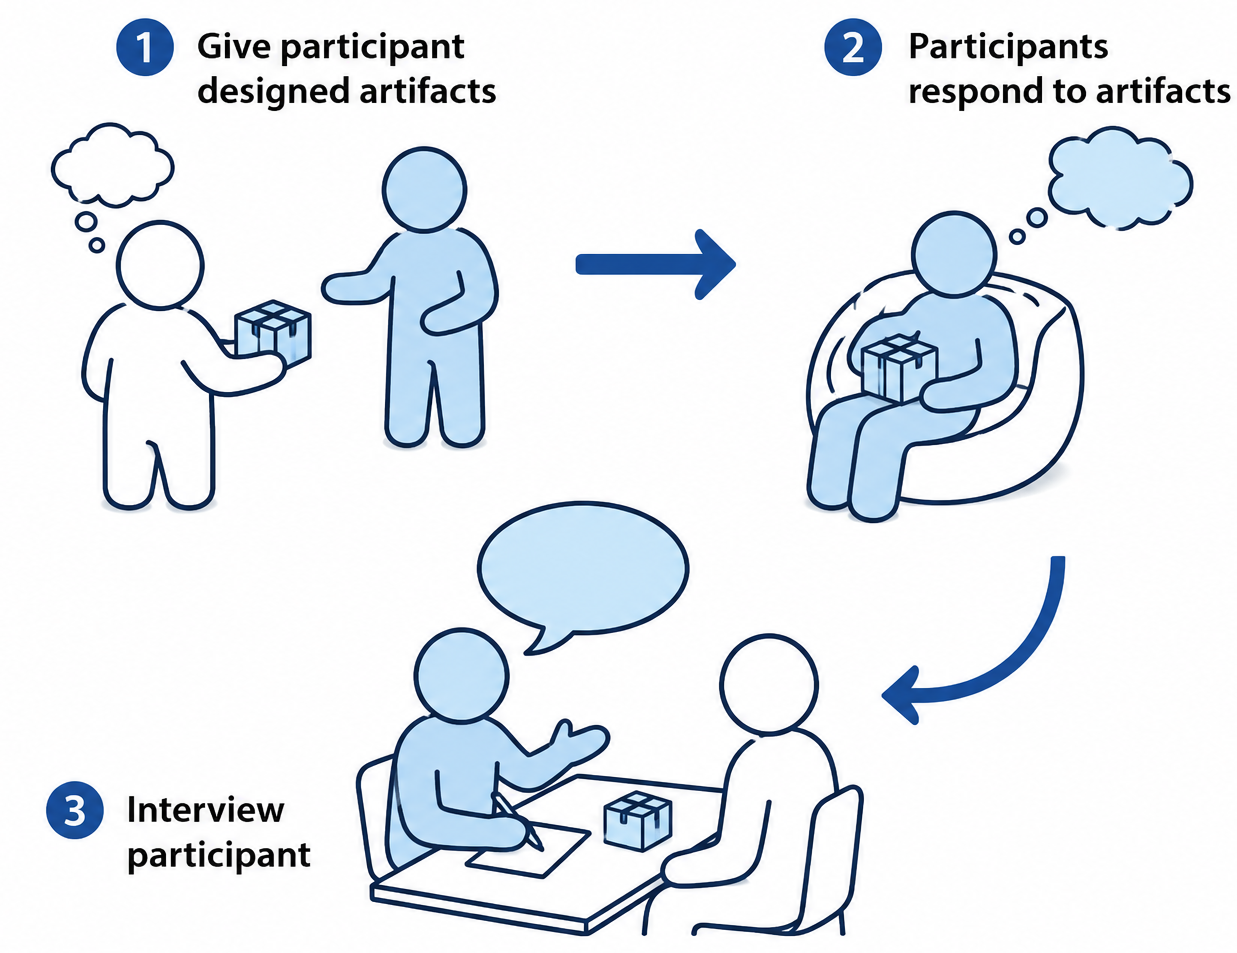 1
Give participant
designed artifacts
2
Participants
respond to artifacts
3
Interview
participant